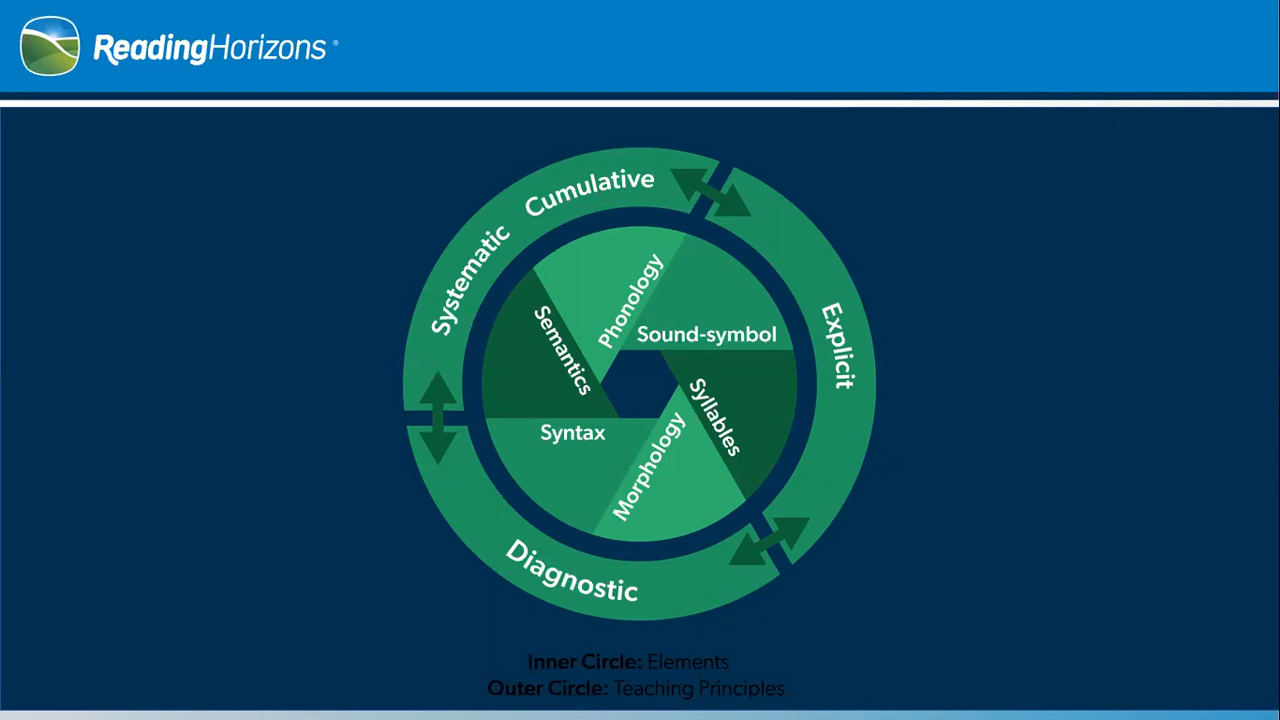 ReadingHorizons®
Systematic Cumulative
Explicit
Diagnostic
Phonology
Sound-symbol
Syllables
Morphology
Syntax
Semantics
Inner Circle: Elements
Outer Circle: Teaching Principles